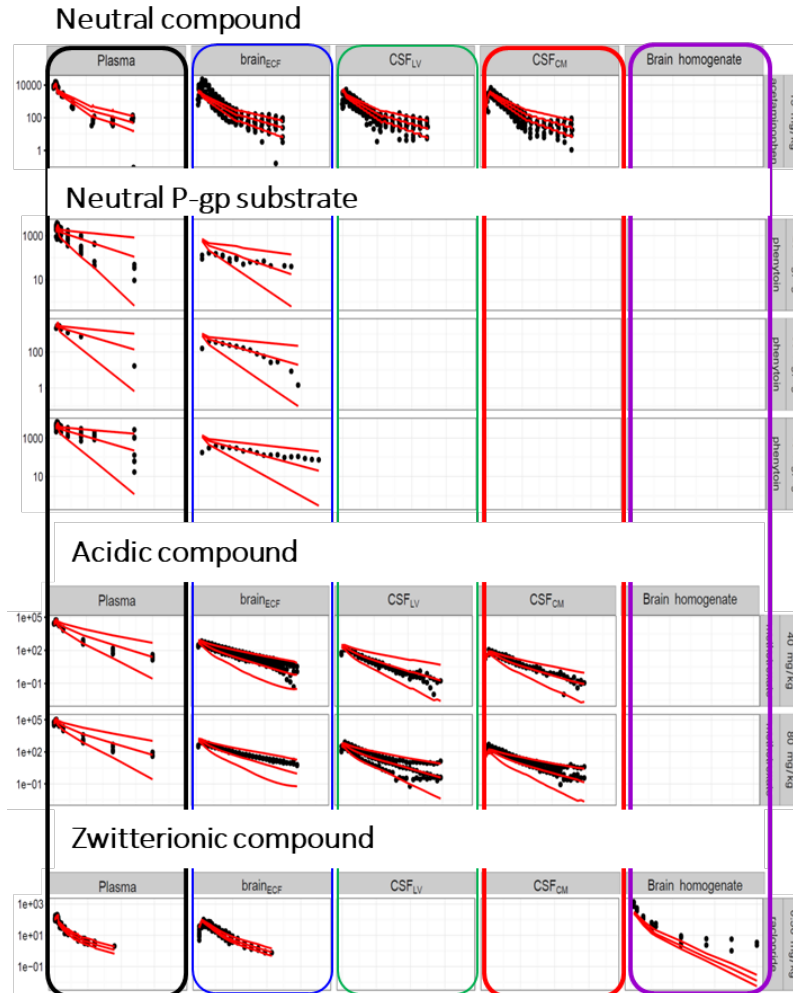 Neutral compound
Plasma brainECF CSFLV CSFCM Brain homogenate
10000
100
1
acetaminophen
Neutral P-gp substrate
1000
10
phenytoin
100
1
phenytoin
1000
10
phenytoin
Acidic compound
Plasma brainECF CSFLV CSFCM Brain homogenate
1e+05
1e+02
1e-01
40 mg/kg
1e+05
1e+02
1e-01
80 mg/kg
Zwitterionic compound
Plasma brainECF CSFLV CSFCM Brain homogenate
1e+03
1e+01
1e-01
raclopride